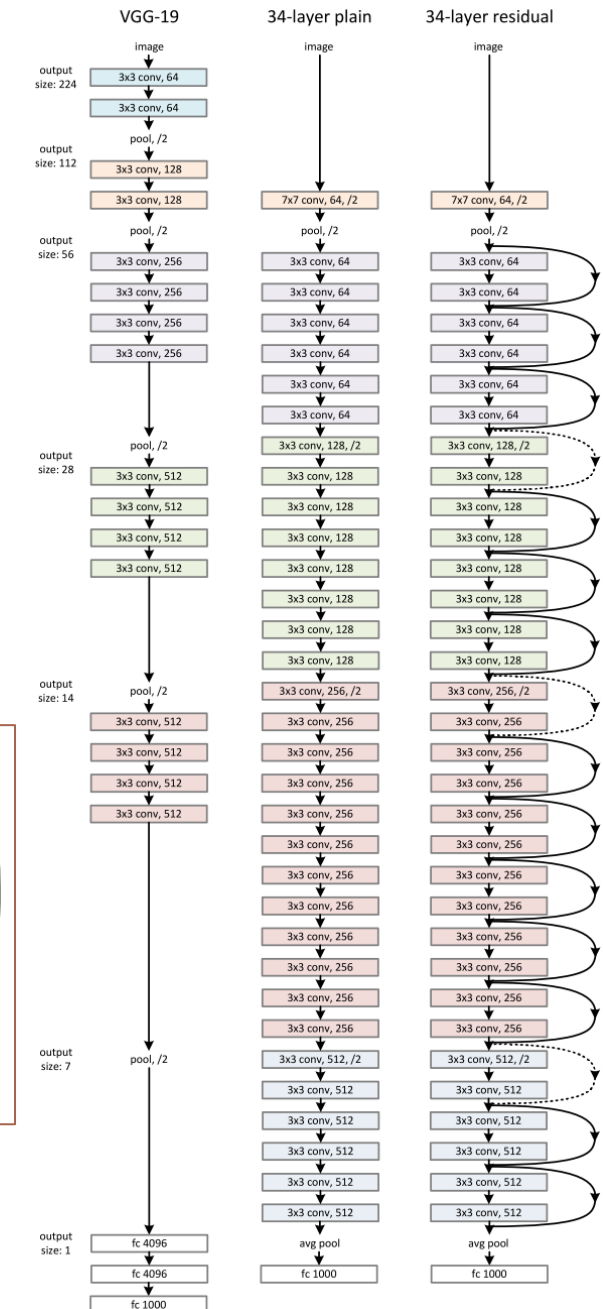 VGG-19
image
output
size: 224
3x3 conv, 64
3x3 conv, 64
pool, /2
output
size: 112
3x3 conv, 128
3x3 conv, 128
pool, /2
output
size: 56
3x3 conv, 256
3x3 conv, 256
3x3 conv, 256
3x3 conv, 256
pool, /2
output
size: 28
3x3 conv, 512
3x3 conv, 512
3x3 conv, 512
3x3 conv, 512
output
size: 14
pool, /2
3x3 conv, 512
3x3 conv, 512
3x3 conv, 512
3x3 conv, 512
output
size: 7
pool, /2
output
size: 1
fc 4096
fc 4096
fc 1000
34-layer plain
image
7x7 conv, 64, /2
pool, /2
3x3 conv, 64
3x3 conv, 64
3x3 conv, 64
3x3 conv, 64
3x3 conv, 64
3x3 conv, 64
3x3 conv, 128, /2
3x3 conv, 128
3x3 conv, 128
3x3 conv, 128
3x3 conv, 128
3x3 conv, 128
3x3 conv, 128
3x3 conv, 128
3x3 conv, 256, /2
3x3 conv, 256
3x3 conv, 256
3x3 conv, 256
3x3 conv, 256
3x3 conv, 256
3x3 conv, 256
3x3 conv, 256
3x3 conv, 256
3x3 conv, 256
3x3 conv, 256
3x3 conv, 256
3x3 conv, 512, /2
3x3 conv, 512
3x3 conv, 512
3x3 conv, 512
3x3 conv, 512
3x3 conv, 512
avg pool
fc 1000
34-layer residual
image
7x7 conv, 64, /2
pool, /2
3x3 conv, 64
3x3 conv, 64
3x3 conv, 64
3x3 conv, 64
3x3 conv, 64
3x3 conv, 64
3x3 conv, 128, /2
3x3 conv, 128
3x3 conv, 128
3x3 conv, 128
3x3 conv, 128
3x3 conv, 128
3x3 conv, 128
3x3 conv, 128
3x3 conv, 256, /2
3x3 conv, 256
3x3 conv, 256
3x3 conv, 256
3x3 conv, 256
3x3 conv, 256
3x3 conv, 256
3x3 conv, 256
3x3 conv, 256
3x3 conv, 256
3x3 conv, 256
3x3 conv, 256
3x3 conv, 512, /2
3x3 conv, 512
3x3 conv, 512
3x3 conv, 512
3x3 conv, 512
3x3 conv, 512
avg pool
fc 1000